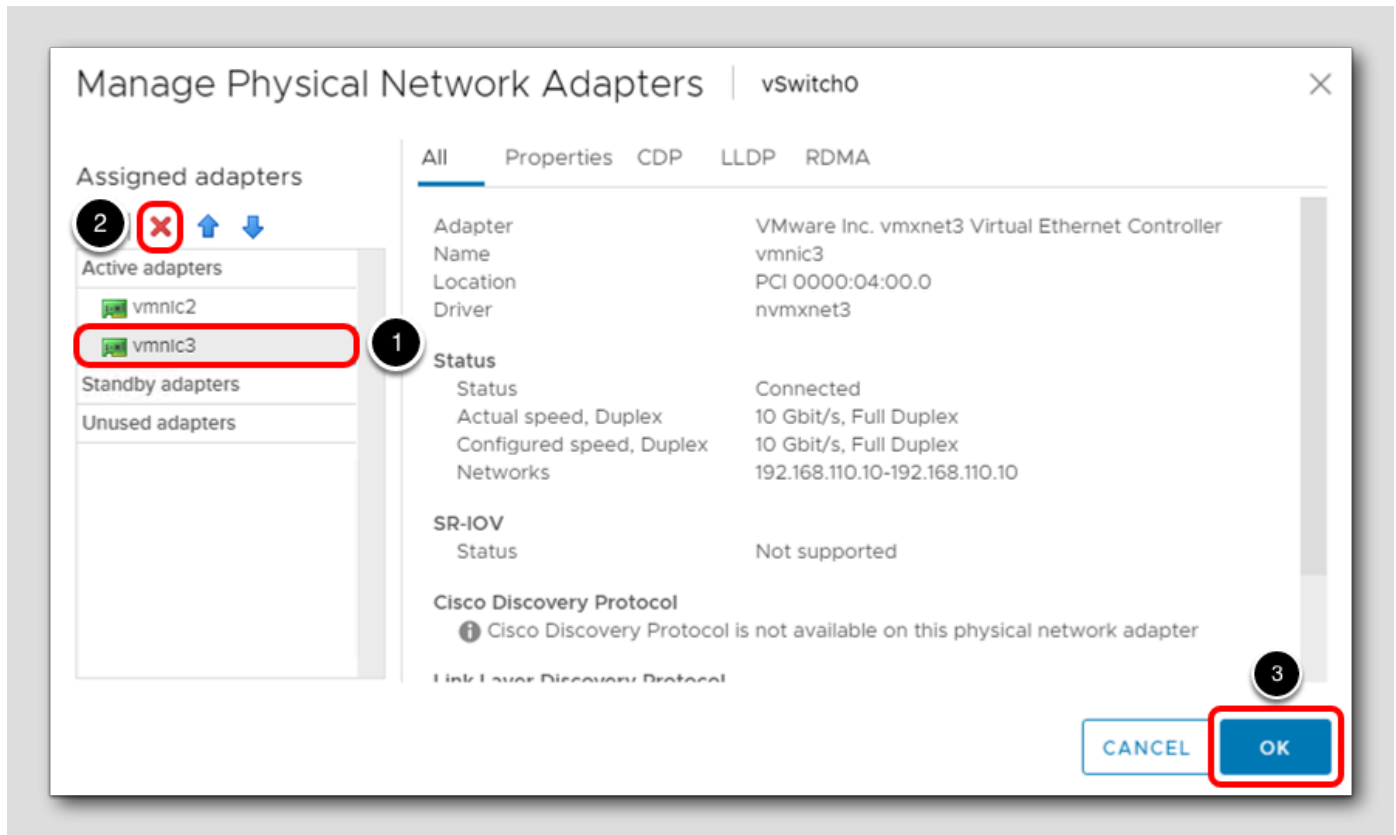 Manage Physical Network Adapters vSwitch0
Assigned adapters
2
Active adapters
vmnic2
vmnic3
1
Standby adapters
Unused adapters
All Properties CDP LLDP RDMA
Adapter VMware Inc. vmxnet3 Virtual Ethernet Controller
Name vmnic3
Location PCI 0000:04:00.0
Driver nvmxnet3
Status
Status Connected
Actual speed, Duplex 10 Gbit/s, Full Duplex
Configured speed, Duplex 10 Gbit/s, Full Duplex
Networks 192.168.110.10-192.168.110.10
SR-IOV
Status Not supported
Cisco Discovery Protocol
Cisco Discovery Protocol is not available on this physical network adapter
Link Layer Discovery Protocol
3
CANCEL OK